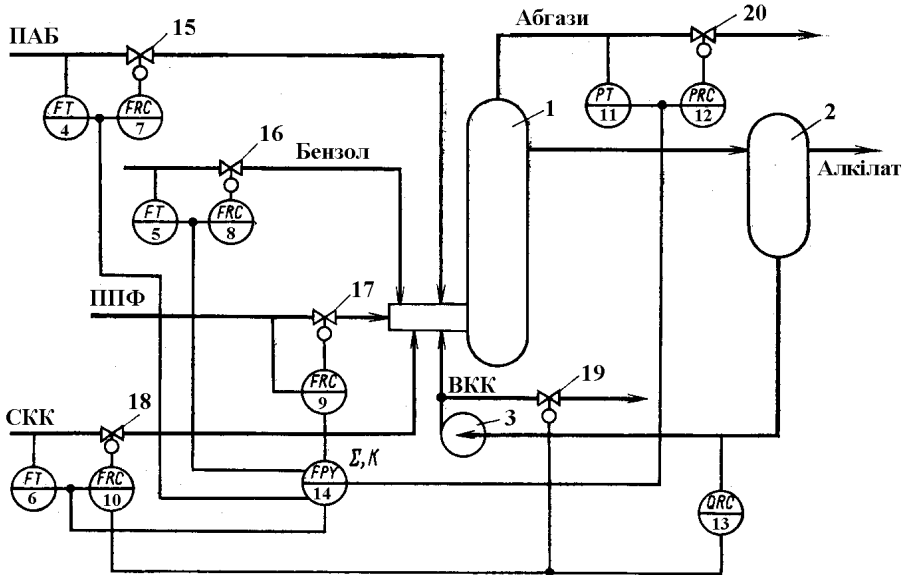 ПАБ
15
Абгази
20
FT
4
FRC
7
PT
11
PRC
12
1
2
16
Бензол
Алкілат
FT
5
FRC
8
ППФ
17
FRC
9
ВКК
19
СКК
18
3
Σ,К
FT
6
FRC
10
FPY
14
QRC
13